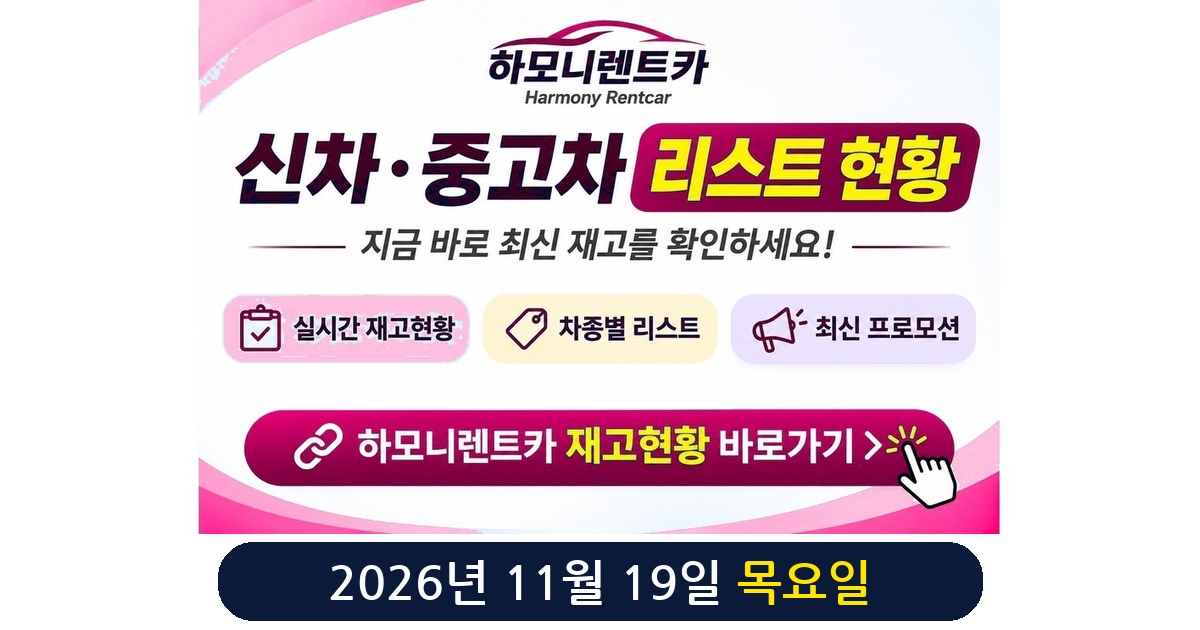 하모니렌트카
Harmony Rentcar
신차·중고차 리스트 현황
지금 바로 최신 재고를 확인하세요!
실시간 재고현황
차종별 리스트
최신 프로모션
하모니렌트카 재고현황 바로가기 >
2026년 11월 19일 목요일